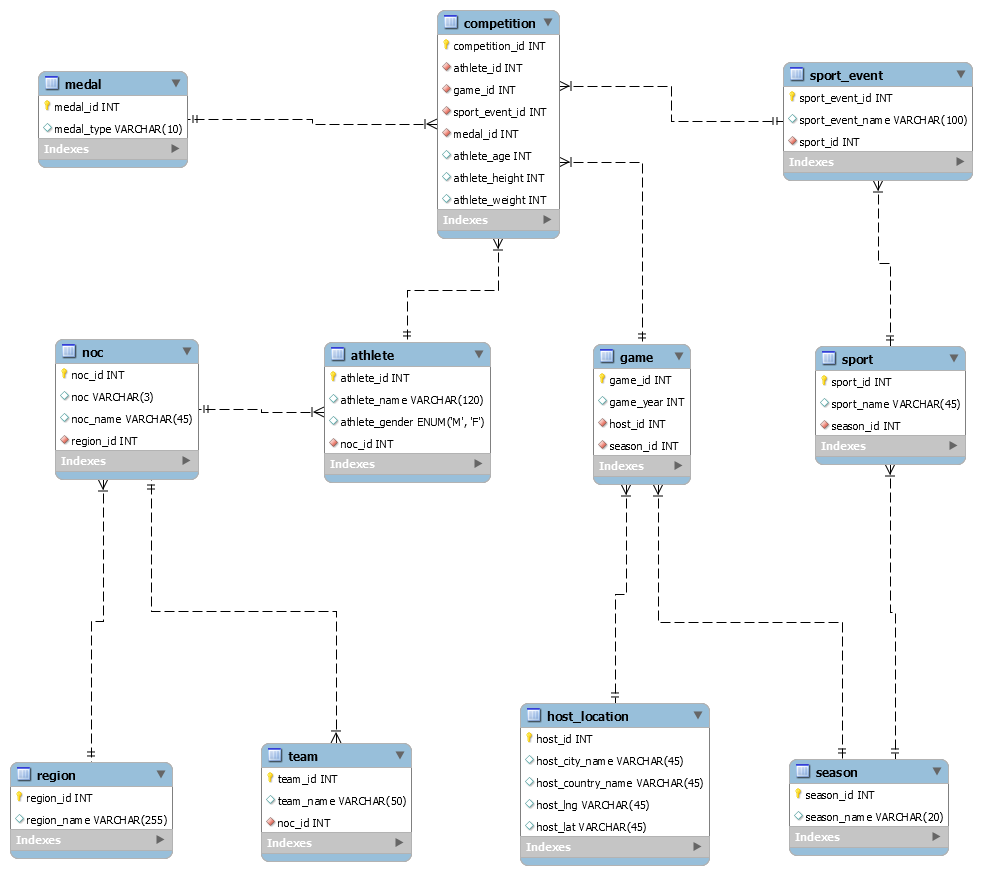 competition
competition_id INT
athlete_id INT
game_id INT
sport_event_id INT
medal_id INT
athlete_age INT
athlete_height INT
athlete_weight INT
Indexes
medal
medal_id INT
medal_type VARCHAR(10)
Indexes
sport_event
sport_event_id INT
sport_event_name VARCHAR(100)
sport_id INT
Indexes
noc
noc_id INT
noc VARCHAR(3)
noc_name VARCHAR(45)
region_id INT
Indexes
athlete
athlete_id INT
athlete_name VARCHAR(120)
athlete_gender ENUM('M', 'F')
noc_id INT
Indexes
game
game_id INT
game_year INT
host_id INT
season_id INT
Indexes
sport
sport_id INT
sport_name VARCHAR(45)
season_id INT
Indexes
region
region_id INT
region_name VARCHAR(255)
Indexes
team
team_id INT
team_name VARCHAR(50)
noc_id INT
Indexes
host_location
host_id INT
host_city_name VARCHAR(45)
host_country_name VARCHAR(45)
host_lng VARCHAR(45)
host_lat VARCHAR(45)
Indexes
season
season_id INT
season_name VARCHAR(20)
Indexes